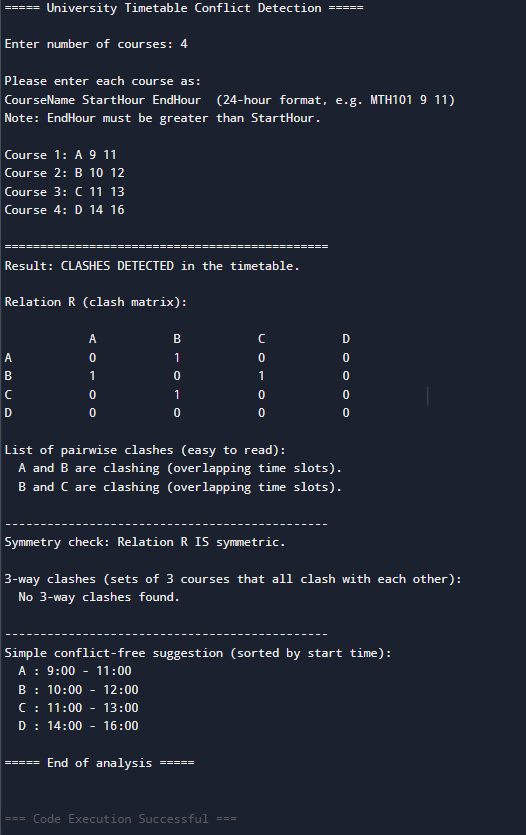 ===== University Timetable Conflict Detection =====
Enter number of courses: 4
Please enter each course as:
CourseName StartHour EndHour  (24-hour format, e.g. MTH101 9 11)
Note: EndHour must be greater than StartHour.
Course 1: A 9 11
Course 2: B 10 12
Course 3: C 11 13
Course 4: D 14 16
==============================================
Result: CLASHES DETECTED in the timetable.
Relation R (clash matrix):
            A           B           C           D
A           0           1           0           0
B           1           0           1           0
C           0           1           0           0
D           0           0           0           0
List of pairwise clashes (easy to read):
  A and B are clashing (overlapping time slots).
  B and C are clashing (overlapping time slots).
----------------------------------------------
Symmetry check: Relation R IS symmetric.
3-way clashes (sets of 3 courses that all clash with each other):
  No 3-way clashes found.
----------------------------------------------
Simple conflict-free suggestion (sorted by start time):
  A : 9:00 - 11:00
  B : 10:00 - 12:00
  C : 11:00 - 13:00
  D : 14:00 - 16:00
===== End of analysis =====
=== Code Execution Successful ===